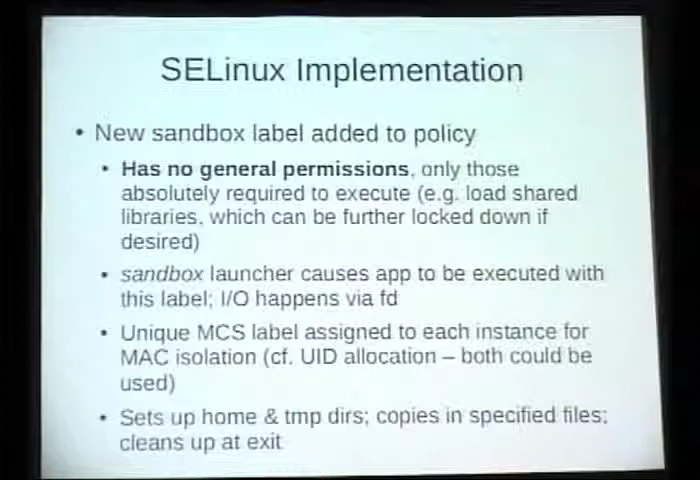 SELinux Implementation
• New sandbox label added to policy
• Has no general permissions, only those
absolutely required to execute (e.g. load shared
libraries, which can be further locked down if
desired)
• sandbox launcher causes app to be executed with
this label; I/O happens via fd
• Unique MCS label assigned to each instance for
MAC isolation (cf. UID allocation – both could be
used)
• Sets up home & tmp dirs; copies in specified files;
cleans up at exit